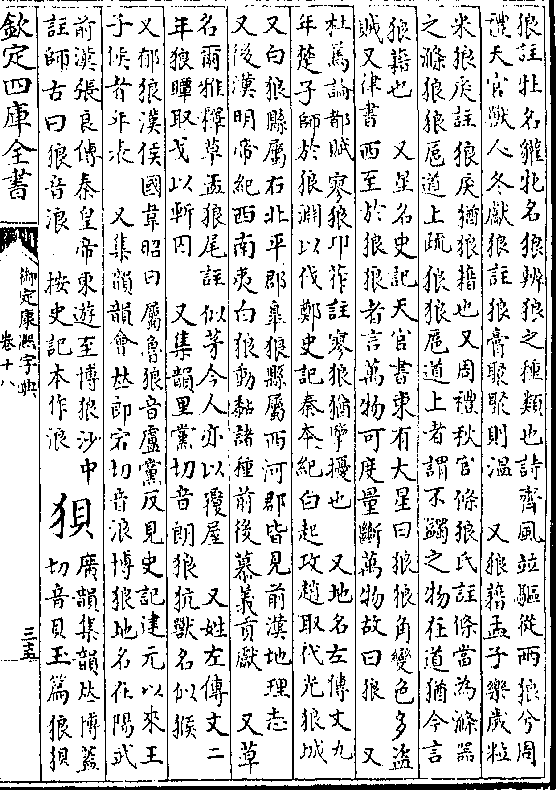 狼註牡名貛牝名狼辨狼之種類也詩齊風並驅從兩狼兮周
禮天官獸人冬獻狼註狼膏聚聚則溫 又狼藉孟子樂歲粒
米狼戾註狼戾猶狼藉也又周禮秋官條狼氏註條當為滌器
之滌狼狼扈道上疏狼狼扈道上者謂不蠲之物在道猶今言
狼藉也 又星名史記天官書東有大星曰狼狼角變色多盜
賊又律書西至於狼狼者言萬物可度量斷萬物故曰狼 又
杜篤論都賊寥狼卭莋註寥狼猶擾也 又地名左傳文九
年楚子師於狼淵以伐鄭史記秦本紀白起攻趙取代光狼城
又白狼縣屬右北平郡臯狼縣屬西河郡皆見前漢地理志
又後漢明帝紀西南夷白狼動黏諸種前後慕義貢獻 又草
名爾雅釋草孟狼尾註似茅今人亦以覆屋 又姓左傳文二
年狼瞫取戈以斬囚 又集韻里黨切音朗狼犺獸名似猴
又郁狼漢侯國韋昭曰屬魯狼音盧黨反見史記建元以來王
子侯者年表 又集韻韻會𠀤郎宕切音浪博狼地名在陽武
前漢張良傳秦皇帝東遊至博狼沙中
註師古曰狼音浪 按史記本作浪
狽
廣韻集韻𠀤博蓋
切音貝玉篇狼狽
欽定四庫全書
御定康熙字典
卷十八
三五